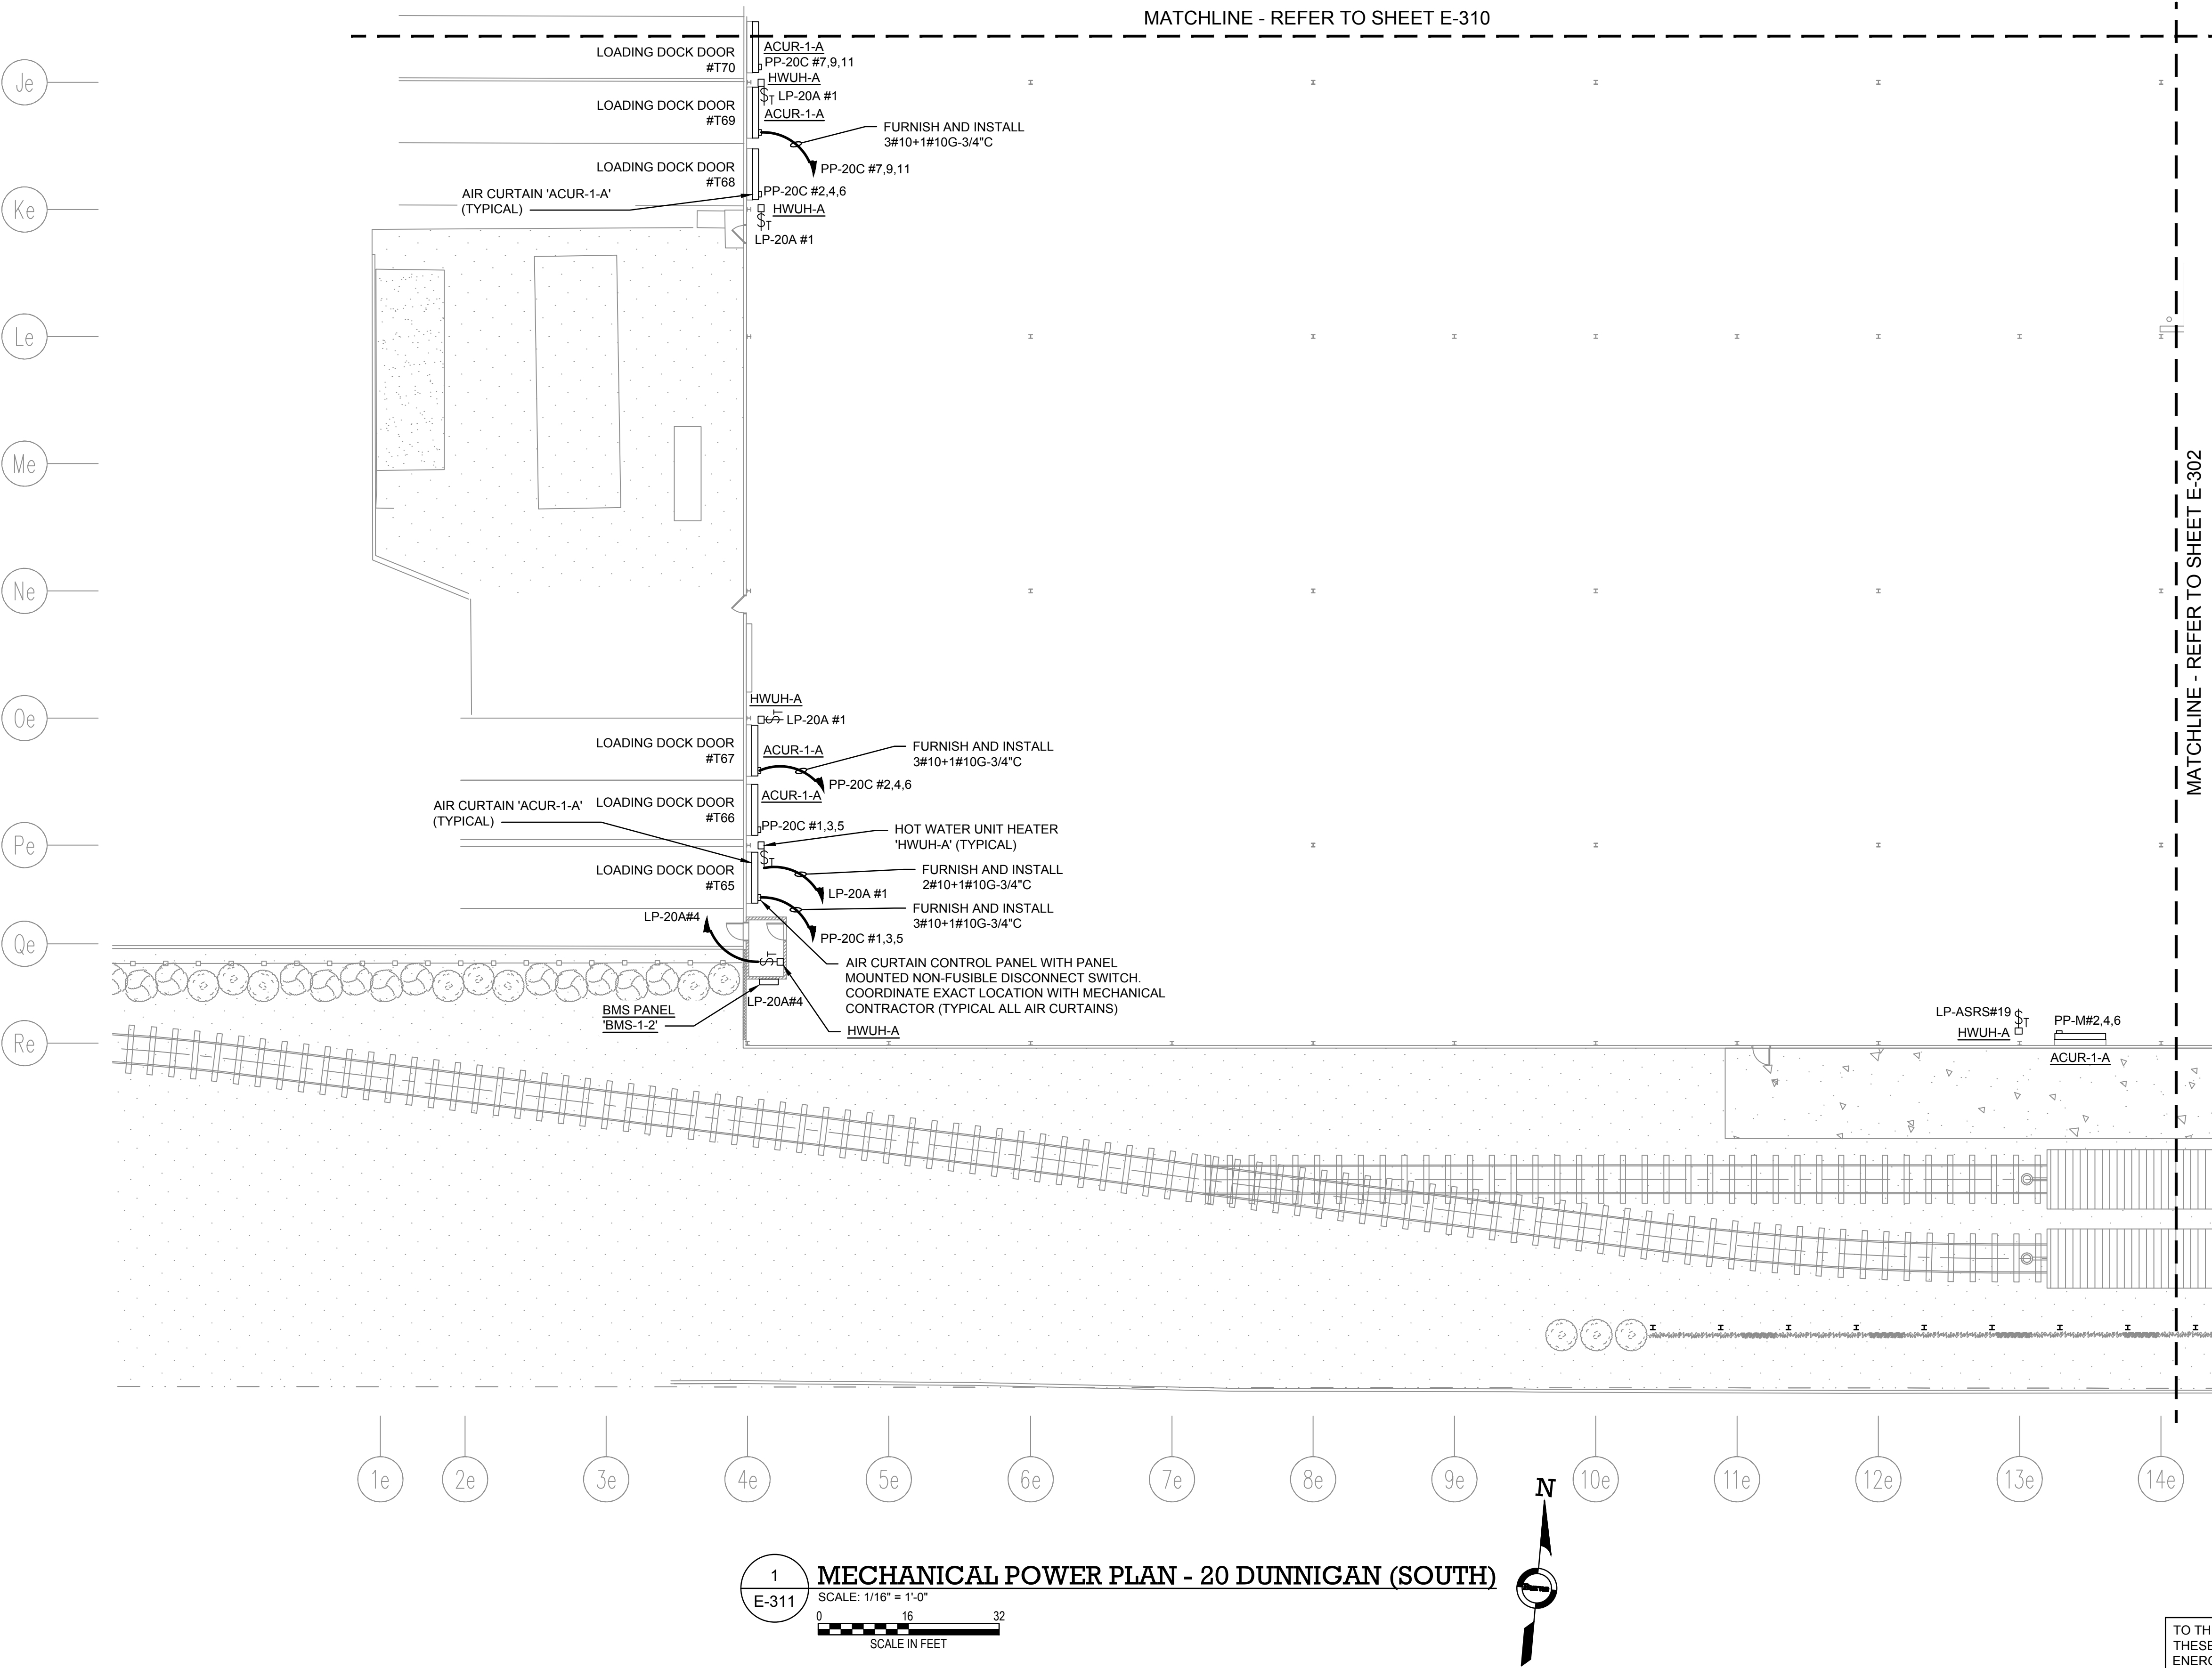 MATCHLINE - REFER TO SHEET E-310
LOADING DOCK DOOR
#T70
ACUR-1-A
PP-20C #7,9,11
HWUH-A
Je
LP-20A #1
LOADING DOCK DOOR
#T69
ACUR-1-A
FURNISH AND INSTALL
3#10+1#10G-3/4"C
PP-20C #7,9,11
LOADING DOCK DOOR
#T68
AIR CURTAIN 'ACUR-1-A'
(TYPICAL)
PP-20C #2,4,6
Ke
HWUH-A
LP-20A #1
Le
Me
MATCHLINE - REFER TO SHEET E-302
Ne
HWUH-A
Oe
LP-20A #1
LOADING DOCK DOOR
#T67
ACUR-1-A
FURNISH AND INSTALL
3#10+1#10G-3/4"C
PP-20C #2,4,6
AIR CURTAIN 'ACUR-1-A'
(TYPICAL)
LOADING DOCK DOOR
#T66
ACUR-1-A
PP-20C #1,3,5
HOT WATER UNIT HEATER
'HWUH-A' (TYPICAL)
Pe
LOADING DOCK DOOR
#T65
FURNISH AND INSTALL
2#10+1#10G-3/4"C
LP-20A #1
FURNISH AND INSTALL
3#10+1#10G-3/4"C
LP-20A#4
PP-20C #1,3,5
Qe
AIR CURTAIN CONTROL PANEL WITH PANEL
MOUNTED NON-FUSIBLE DISCONNECT SWITCH.
COORDINATE EXACT LOCATION WITH MECHANICAL
CONTRACTOR (TYPICAL ALL AIR CURTAINS)
LP-20A#4
BMS PANEL
'BMS-1-2'
HWUH-A
LP-ASRS#19
HWUH-A
PP-M#2,4,6
ACUR-1-A
Re
1e
2e
3e
4e
5e
6e
7e
8e
9e
10e
11e
12e
13e
14e
N
Burns
1
E-311
MECHANICAL POWER PLAN - 20 DUNNIGAN (SOUTH)
SCALE: 1/16" = 1'-0"
0 16 32
SCALE IN FEET
TO TH
THESE
ENERG